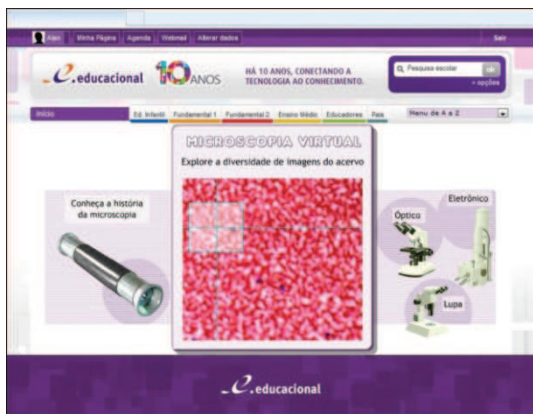 Alan Minha Página Agenda Webmail Alterar dados Sair
e.educacional 10 ANOS
HÁ 10 ANOS, CONECTANDO A
TECNOLOGIA AO CONHECIMENTO.
Pesquisa escolar ok
+ opções
Início Ed. Infantil Fundamental 1 Fundamental 2 Ensino Médio Educadores Pais Menu de A a Z
MICROSCOPIA VIRTUAL
Explore a diversidade de imagens do acervo
Conheça a história
da microscopia
Eletrônico
Óptico
Lupa
e.educacional